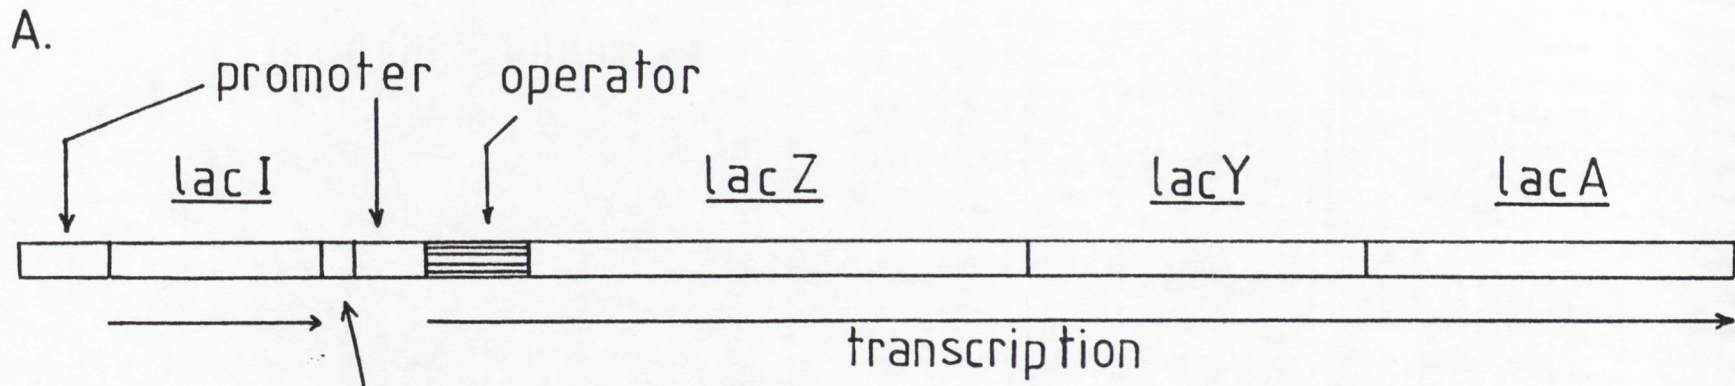 A.
promoter operator
lac I lac Z lac Y lac A
transcription